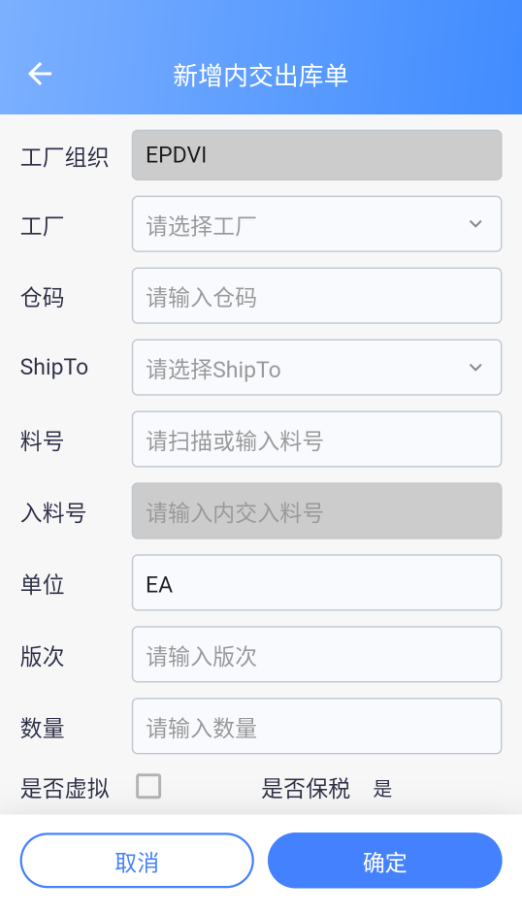 新增内交出库单
工厂组织 EPDVI
工厂 请选择工厂
仓码 请输入仓码
ShipTo 请选择ShipTo
料号 请扫描或输入料号
入料号 请输入内交入料号
单位 EA
版次 请输入版次
数量 请输入数量
是否虚拟 是否保税 是
取消 确定